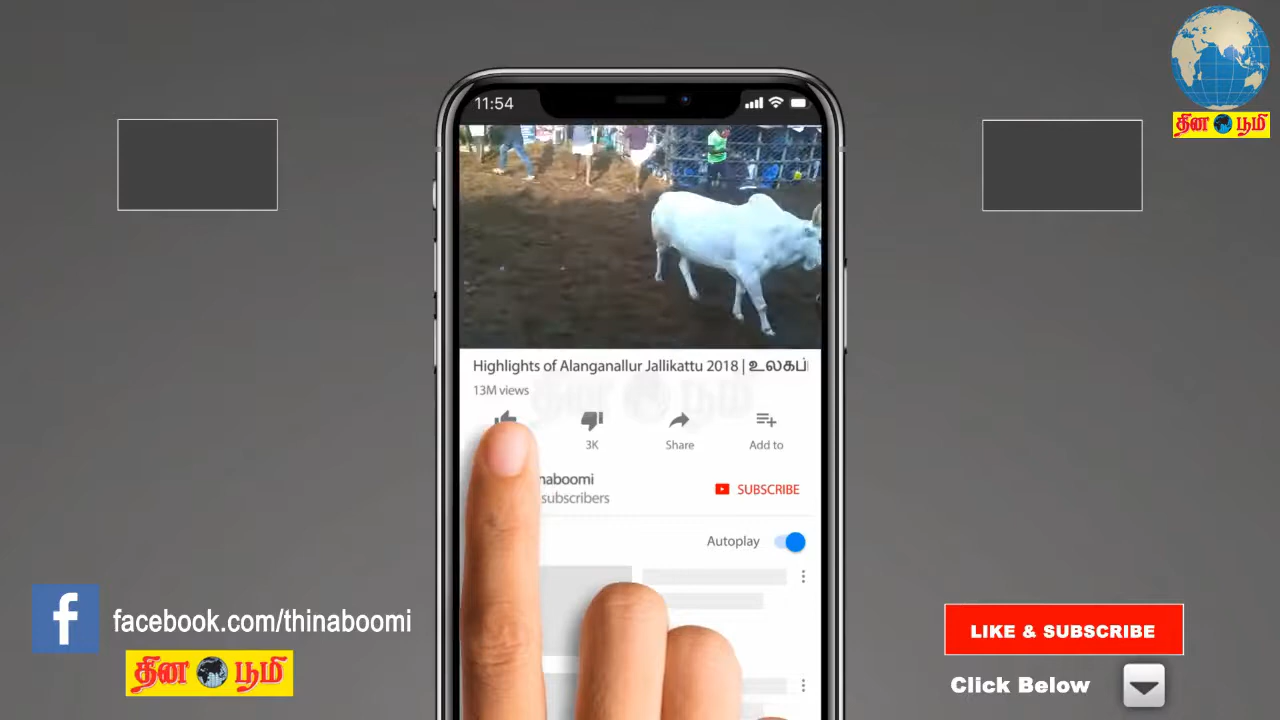 தின பூமி
11:54
Highlights of Alanganallur Jallikattu 2018 | உலகப்
13M views
தின பூமி
3K
Share
Add to
subscribers
SUBSCRIBE
Autoplay
facebook.com/thinaboomi
தின பூமி
LIKE & SUBSCRIBE
Click Below